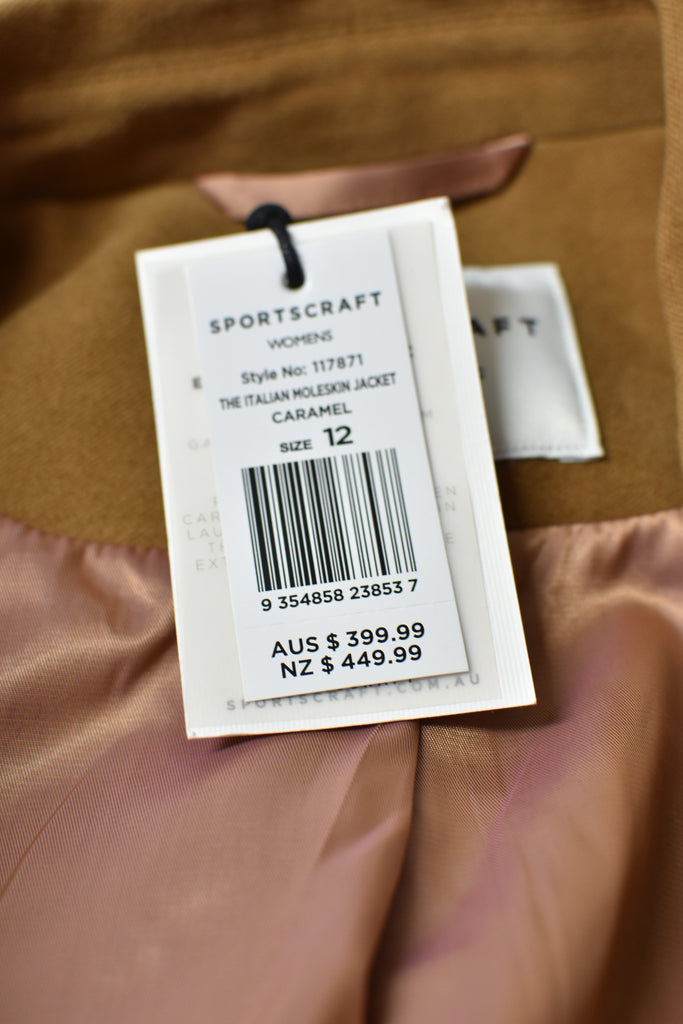 SPORTSCRAFT
WOMENS
Style No: 117871
THE ITALIAN MOLESKIN JACKET
CARAMEL
SIZE 12
9 354858 23853 7
AUS $ 399.99
NZ $ 449.99
SPORTSCRAFT.COM.AU